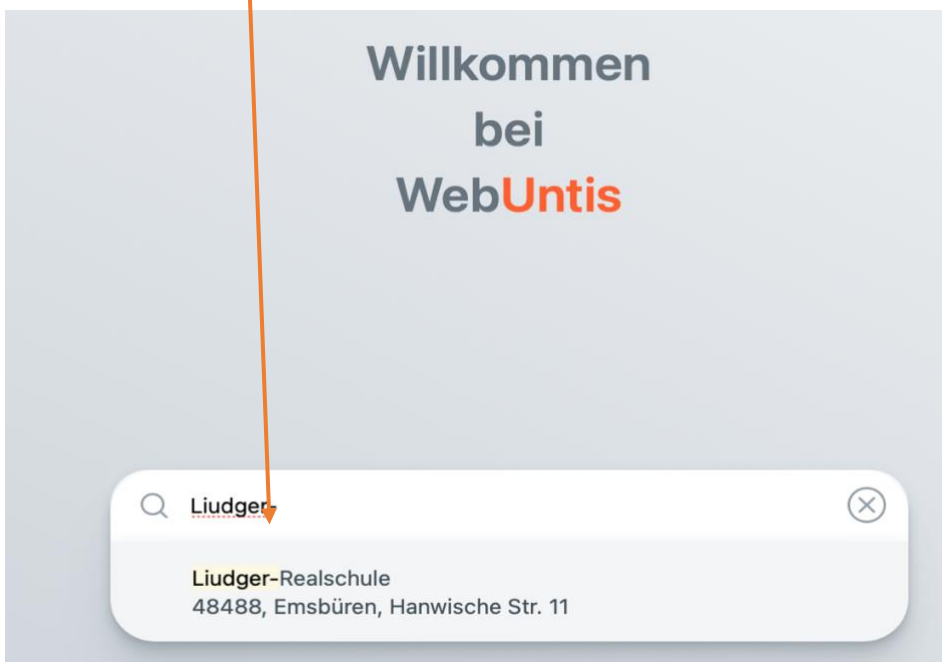 Willkommen
bei
WebUntis
Liudger-
Liudger-Realschule
48488, Emsbüren, Hanwische Str. 11